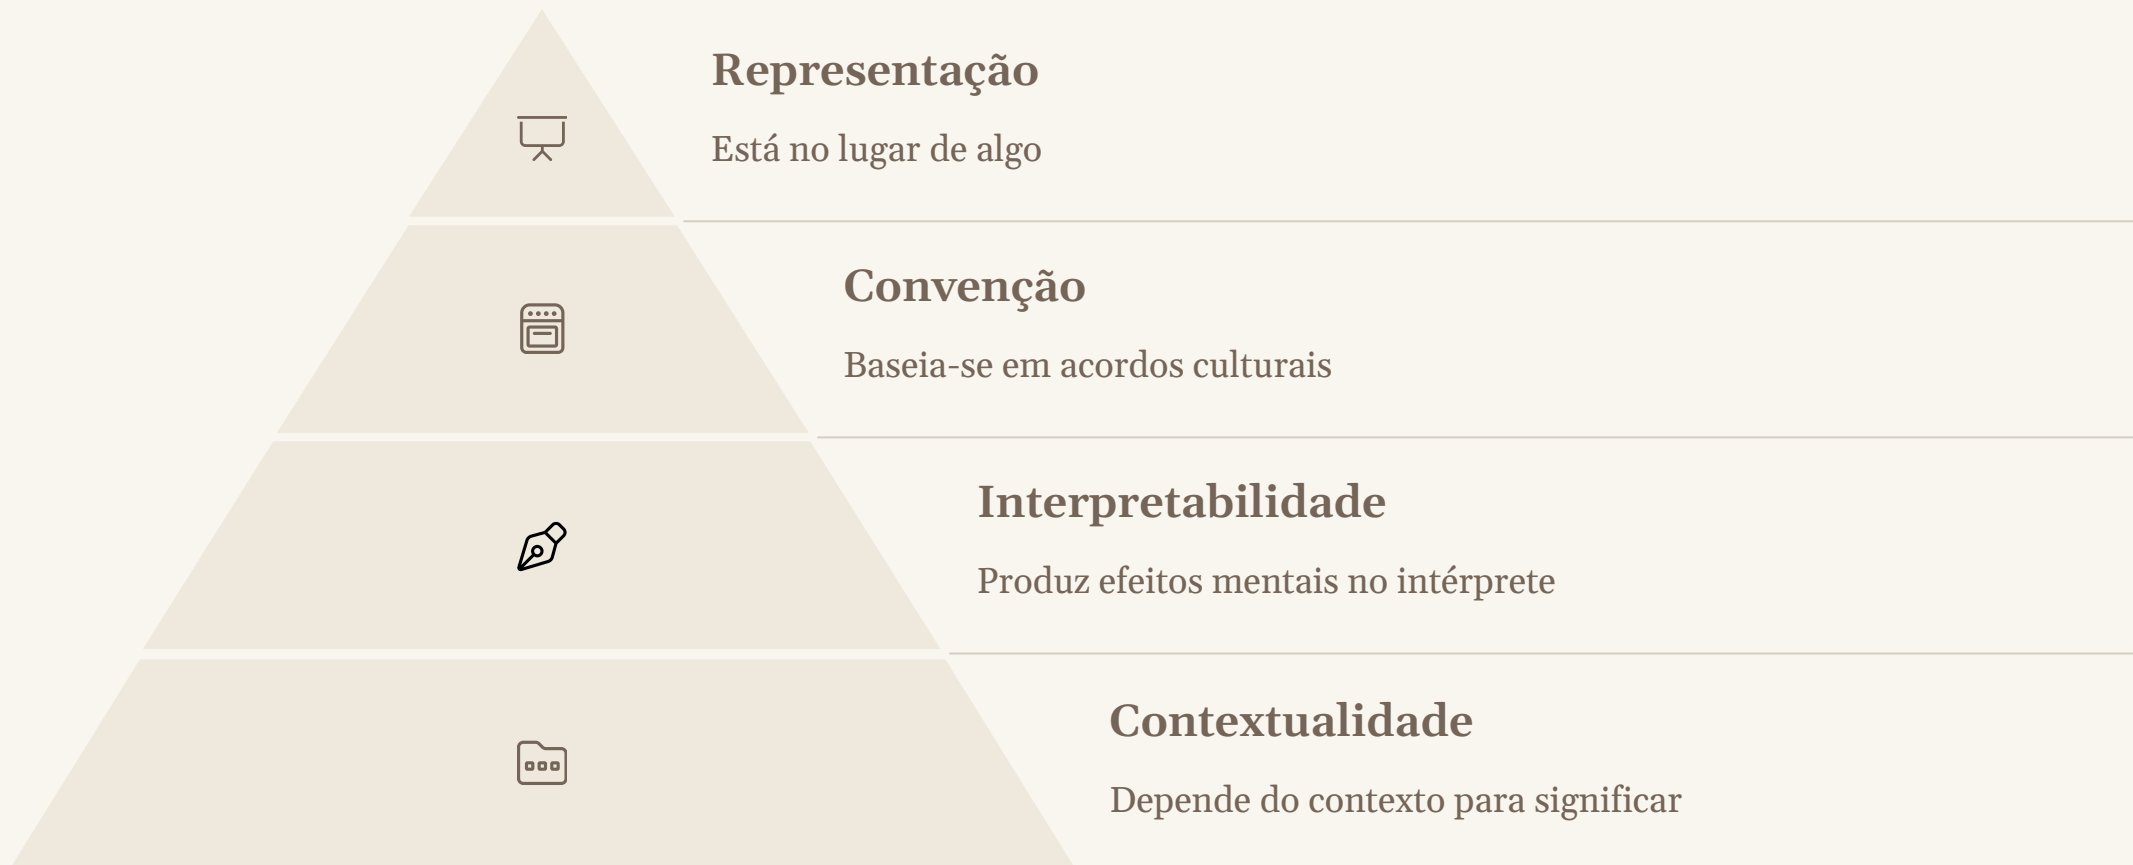 Representação
Está no lugar de algo
Convenção
Baseia-se em acordos culturais
Interpretabilidade
Produz efeitos mentais no intérprete
Contextualidade
Depende do contexto para significar